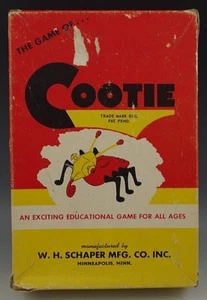 THE GAME OF...
COOTIE
TRADE MARK REG.
PAT. PEND.
AN EXCITING EDUCATIONAL GAME FOR ALL AGES
manufactured by
W. H. SCHAPER MFG. CO. INC.
MINNEAPOLIS, MINN.